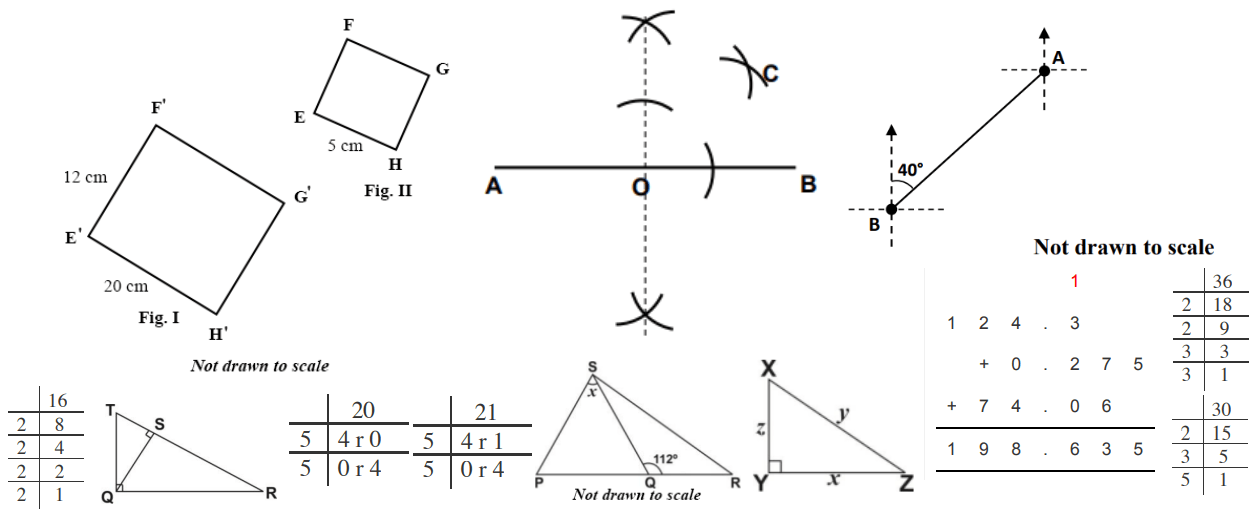 F
G
E
5 cm
H
Fig. II
F'
12 cm
G'
E'
20 cm
Fig. I
H'
Not drawn to scale
C
A
O
B
A
40°
B
Not drawn to scale
1
1 2 4 . 3
+ 0 . 2 7 5
+ 7 4 . 0 6
1 9 8 . 6 3 5
36
2 18
2 9
3 3
3 1
30
2 15
3 5
5 1
16
2 8
2 4
2 2
2 1
T
S
Q
R
20
5 4 r 0
5 0 r 4
21
5 4 r 1
5 0 r 4
S
x
112°
P
Q
R
Not drawn to scale
X
y
z
Y
x
Z